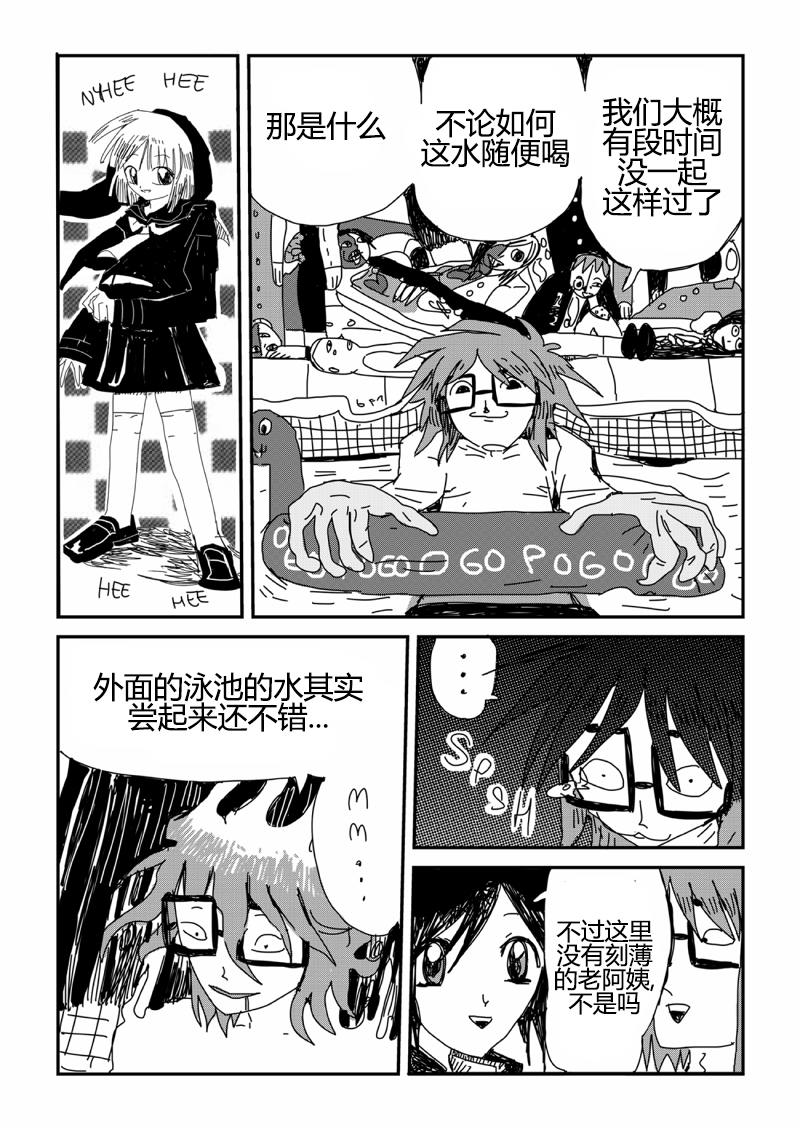 我们大概
有段时间
没一起
这样过了
不论如何
这水随便喝
那是什么
OGOPOGO OGOPOGO
NYHEE HEE
HEE
HEE
...
SPSH
不过这里
没有刻薄
的老阿姨,
不是吗
外面的泳池的水其实
尝起来还不错...
MM...